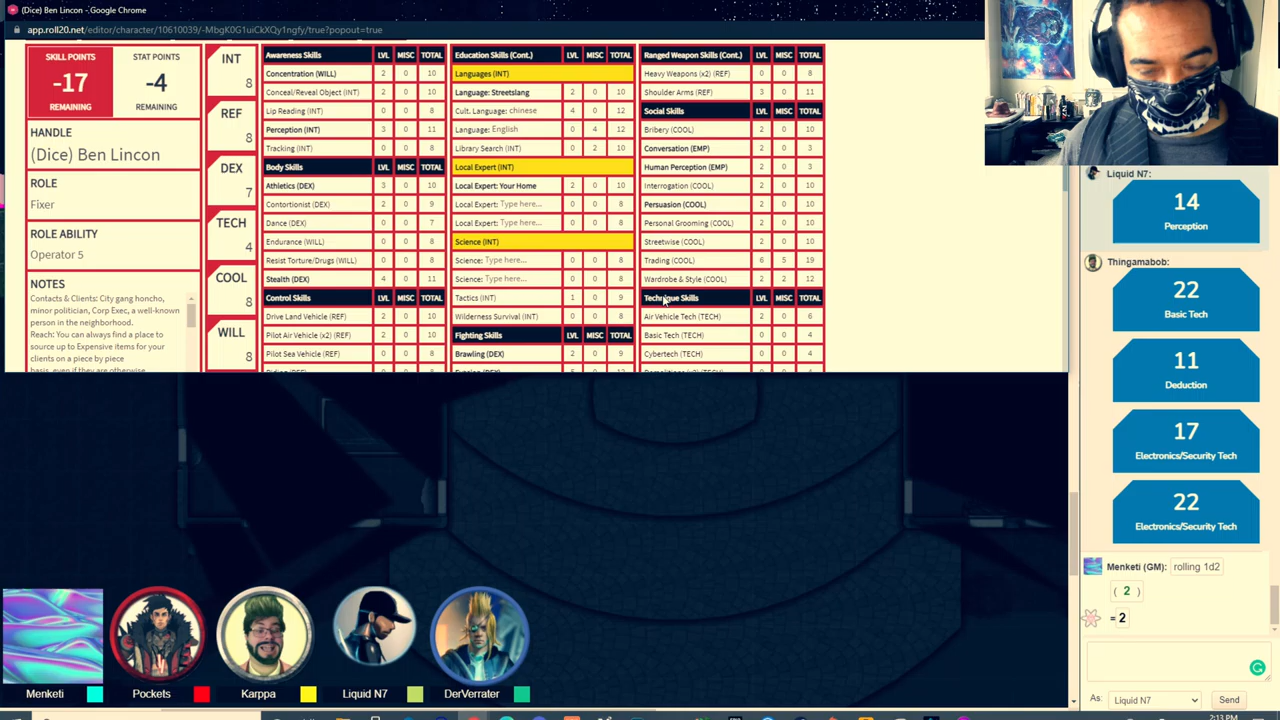 (Dice) Ben Lincon - Google Chrome
app.roll20.net/editor/character/10610039/-MbgK0G1uiCkXQy1ngfy/true?popout=true
SKILL POINTS
-17
REMAINING
STAT POINTS
-4
REMAINING
HANDLE
(Dice) Ben Lincon
ROLE
Fixer
ROLE ABILITY
Operator 5
NOTES
Contacts & Clients: City gang honcho,
minor politician, Corp Exec, a well-known
person in the neighborhood.
Reach: You can always find a place to
source up to Expensive items for your
clients on a piece by piece
basis, even if they are otherwise
INT
8
REF
8
DEX
7
TECH
4
COOL
8
WILL
8
Awareness Skills LVL MISC TOTAL
Concentration (WILL) 2 0 10
Conceal/Reveal Object (INT) 2 0 10
Lip Reading (INT) 0 0 8
Perception (INT) 3 0 11
Tracking (INT) 0 0 8
Body Skills LVL MISC TOTAL
Athletics (DEX) 3 0 10
Contortionist (DEX) 2 0 9
Dance (DEX) 0 0 7
Endurance (WILL) 0 0 8
Resist Torture/Drugs (WILL) 0 0 8
Stealth (DEX) 4 0 11
Control Skills LVL MISC TOTAL
Drive Land Vehicle (REF) 2 0 10
Pilot Air Vehicle (x2) (REF) 2 0 10
Pilot Sea Vehicle (REF) 0 0 8
Education Skills (Cont.) LVL MISC TOTAL
Languages (INT)
Language: Streetslang 2 0 10
Cult. Language: chinese 4 0 12
Language: English 0 4 12
Library Search (INT) 0 2 10
Local Expert (INT)
Local Expert: Your Home 2 0 10
Local Expert: Type here... 0 0 8
Local Expert: Type here... 0 0 8
Science (INT)
Science: Type here... 0 0 8
Science: Type here... 0 0 8
Tactics (INT) 1 0 9
Wilderness Survival (INT) 0 0 8
Fighting Skills LVL MISC TOTAL
Brawling (DEX) 2 0 9
Ranged Weapon Skills (Cont.) LVL MISC TOTAL
Heavy Weapons (x2) (REF) 0 0 8
Shoulder Arms (REF) 3 0 11
Social Skills LVL MISC TOTAL
Bribery (COOL) 2 0 10
Conversation (EMP) 2 0 3
Human Perception (EMP) 2 0 3
Interrogation (COOL) 2 0 10
Persuasion (COOL) 2 0 10
Personal Grooming (COOL) 2 0 10
Streetwise (COOL) 2 0 10
Trading (COOL) 6 5 19
Wardrobe & Style (COOL) 2 2 12
Technique Skills LVL MISC TOTAL
Air Vehicle Tech (TECH) 2 0 6
Basic Tech (TECH) 0 0 4
Cybertech (TECH) 0 0 4
Liquid N7:
14
Perception
Thingamabob:
22
Basic Tech
11
Deduction
17
Electronics/Security Tech
22
Electronics/Security Tech
Menketi (GM): rolling 1d2
( 2 )
= 2
As: Liquid N7 Send
Menketi
Pockets
Karppa
Liquid N7
DerVerrater
2:13 PM